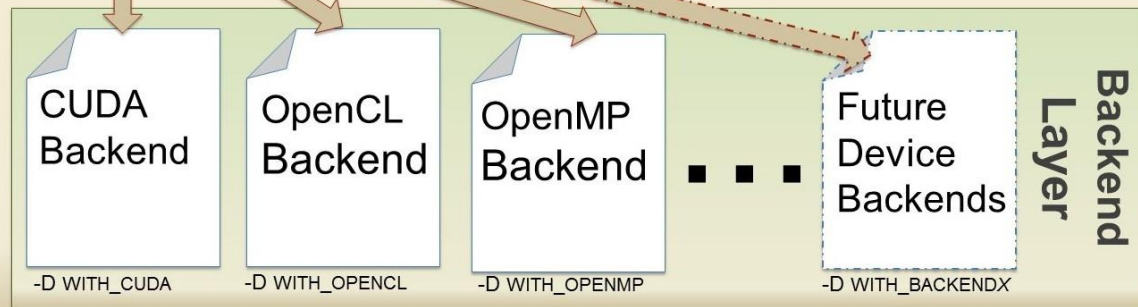 CUDA
Backend
-D WITH_CUDA
OpenCL
Backend
-D WITH_OPENCL
OpenMP
Backend
-D WITH_OPENMP
Future
Device
Backends
-D WITH_BACKENDX
Backend
Layer